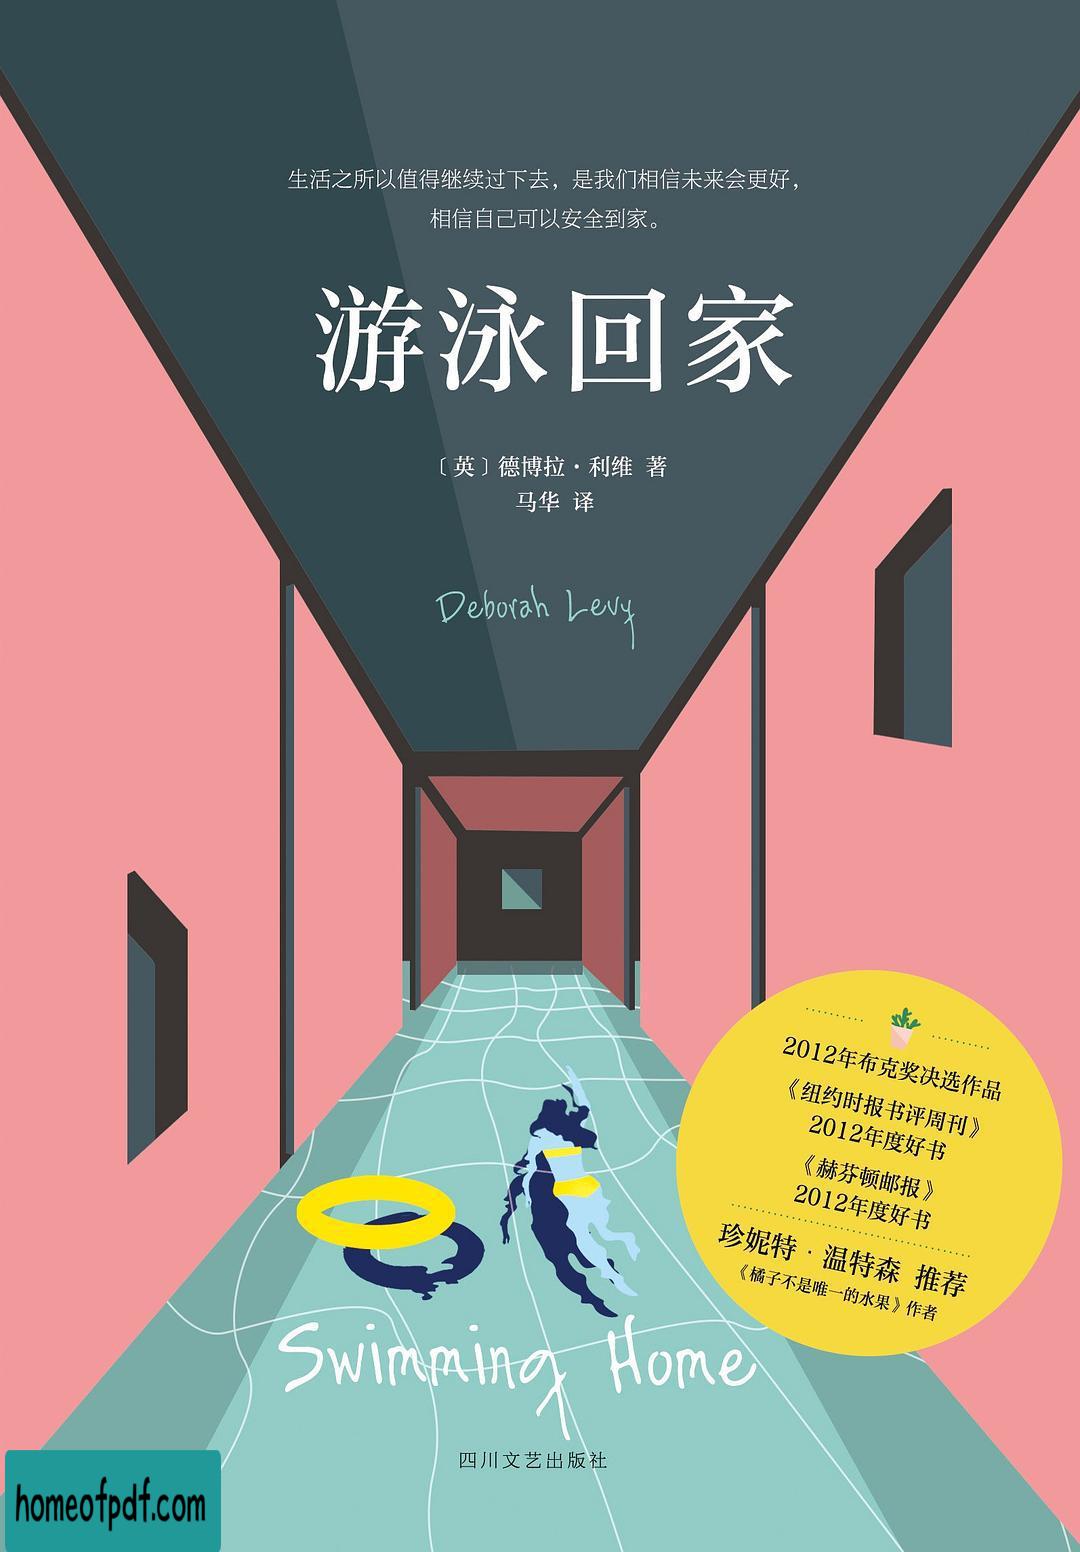 生活之所以值得继续过下去，是我们相信未来会更好，
相信自己可以安全到家。
游泳回家
〔英〕德博拉·利维 著
马华 译
Deborah Levy
2012年布克奖决选作品
《纽约时报书评周刊》
2012年度好书
《赫芬顿邮报》
2012年度好书
珍妮特·温特森 推荐
《橘子不是唯一的水果》作者
Swimming Home
四川文艺出版社
homeofpdf.com